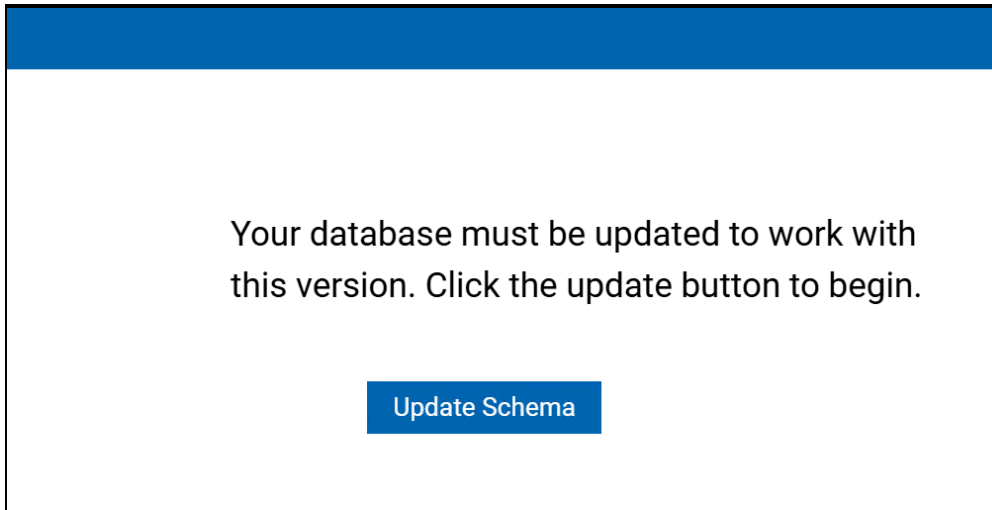 Your database must be updated to work with
this version. Click the update button to begin.
Update Schema